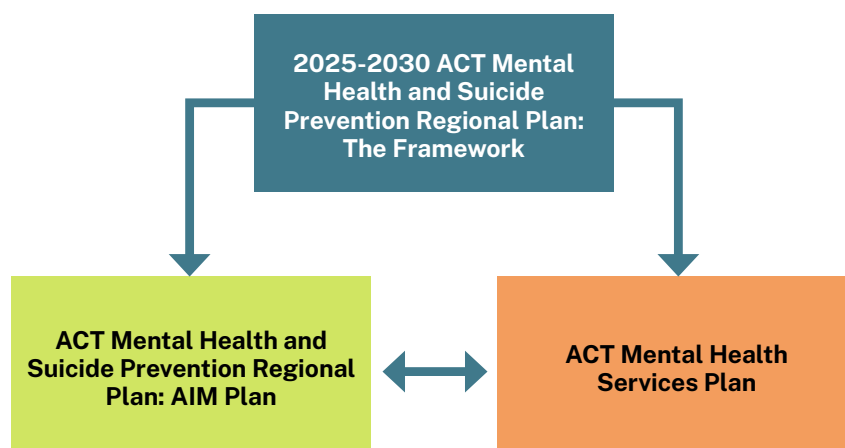 2025-2030 ACT Mental
Health and Suicide
Prevention Regional Plan:
The Framework
ACT Mental Health and
Suicide Prevention Regional
Plan: AIM Plan
ACT Mental Health
Services Plan